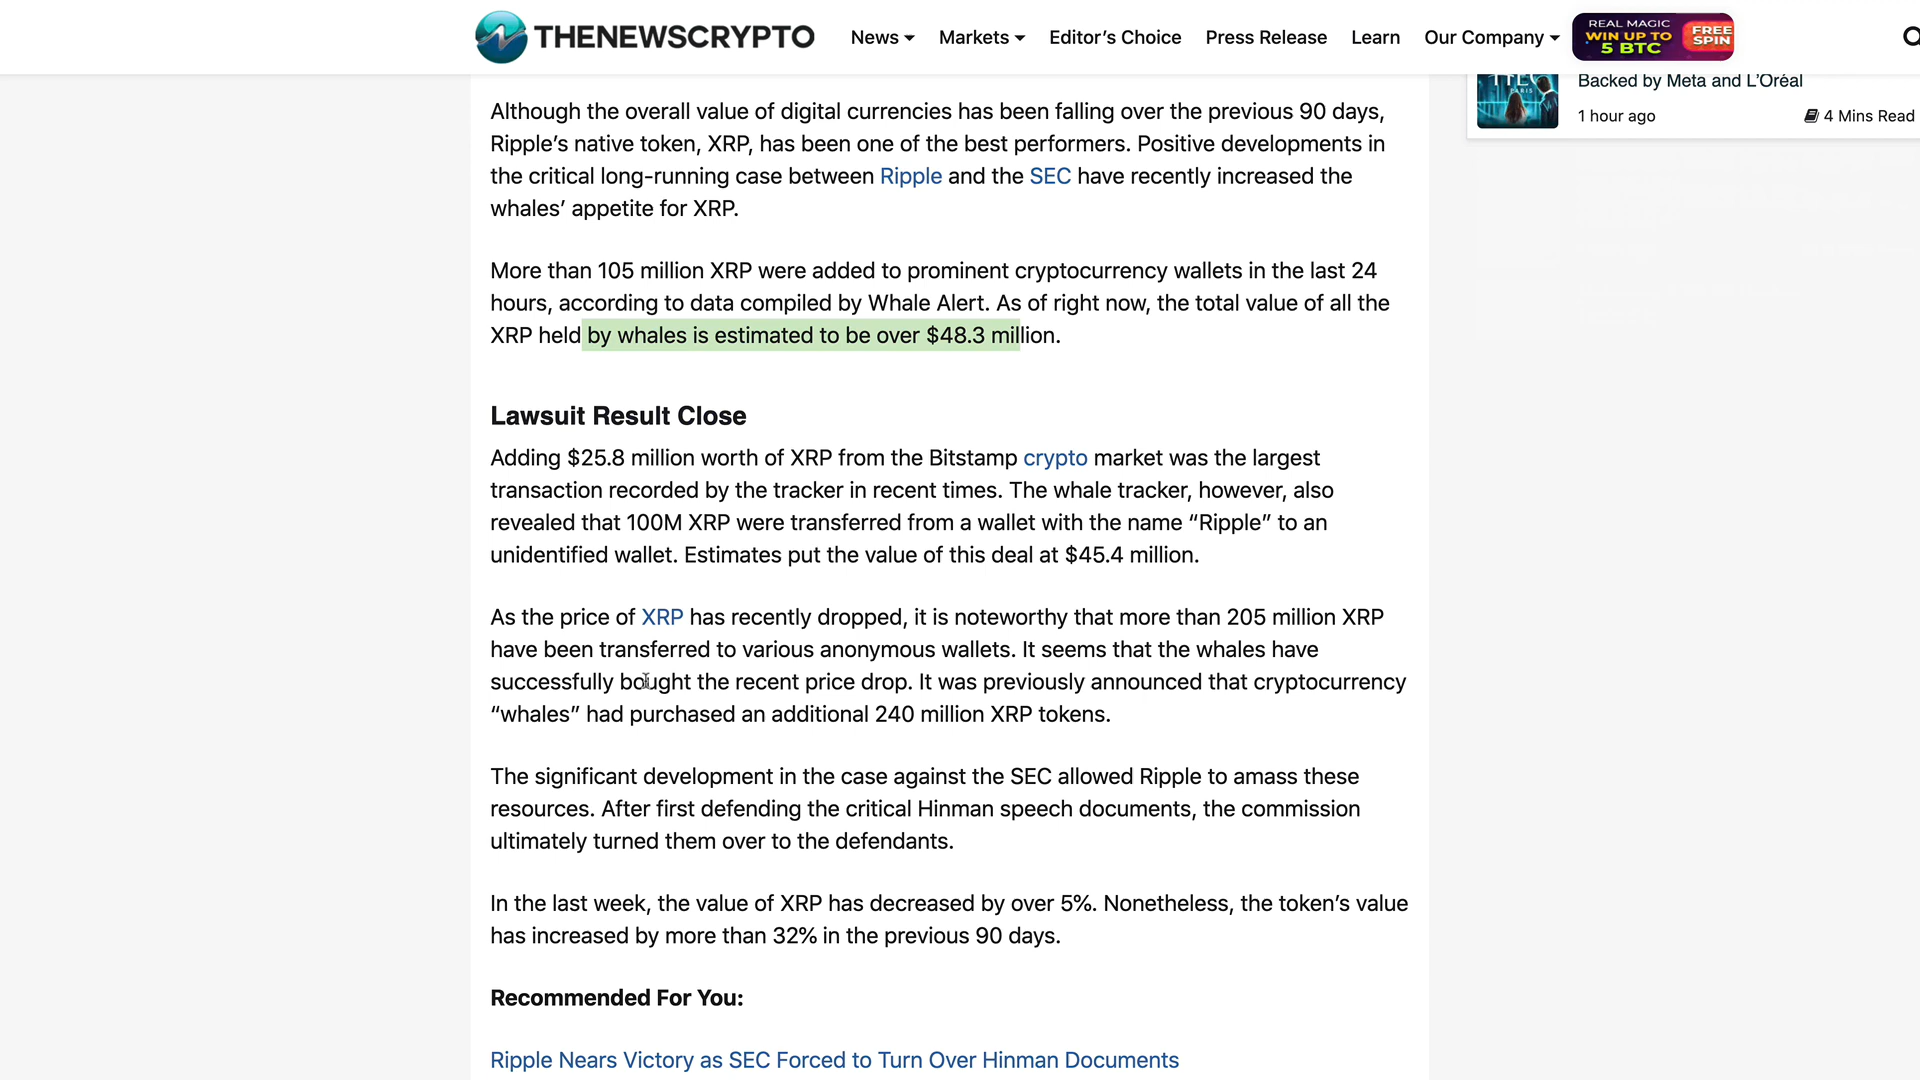 THENEWSCRYPTO
News
Markets
Editor's Choice
Press Release
Learn
Our Company
REAL MAGIC
WIN UP TO
5 BTC
FREE
SPIN
Backed by Meta and L'Oréal
1 hour ago
4 Mins Read
Although the overall value of digital currencies has been falling over the previous 90 days,
Ripple's native token, XRP, has been one of the best performers. Positive developments in
the critical long-running case between Ripple and the SEC have recently increased the
whales' appetite for XRP.
More than 105 million XRP were added to prominent cryptocurrency wallets in the last 24
hours, according to data compiled by Whale Alert. As of right now, the total value of all the
XRP held by whales is estimated to be over $48.3 million.
Lawsuit Result Close
Adding $25.8 million worth of XRP from the Bitstamp crypto market was the largest
transaction recorded by the tracker in recent times. The whale tracker, however, also
revealed that 100M XRP were transferred from a wallet with the name “Ripple” to an
unidentified wallet. Estimates put the value of this deal at $45.4 million.
As the price of XRP has recently dropped, it is noteworthy that more than 205 million XRP
have been transferred to various anonymous wallets. It seems that the whales have
successfully bought the recent price drop. It was previously announced that cryptocurrency
“whales” had purchased an additional 240 million XRP tokens.
The significant development in the case against the SEC allowed Ripple to amass these
resources. After first defending the critical Hinman speech documents, the commission
ultimately turned them over to the defendants.
In the last week, the value of XRP has decreased by over 5%. Nonetheless, the token's value
has increased by more than 32% in the previous 90 days.
Recommended For You:
Ripple Nears Victory as SEC Forced to Turn Over Hinman Documents